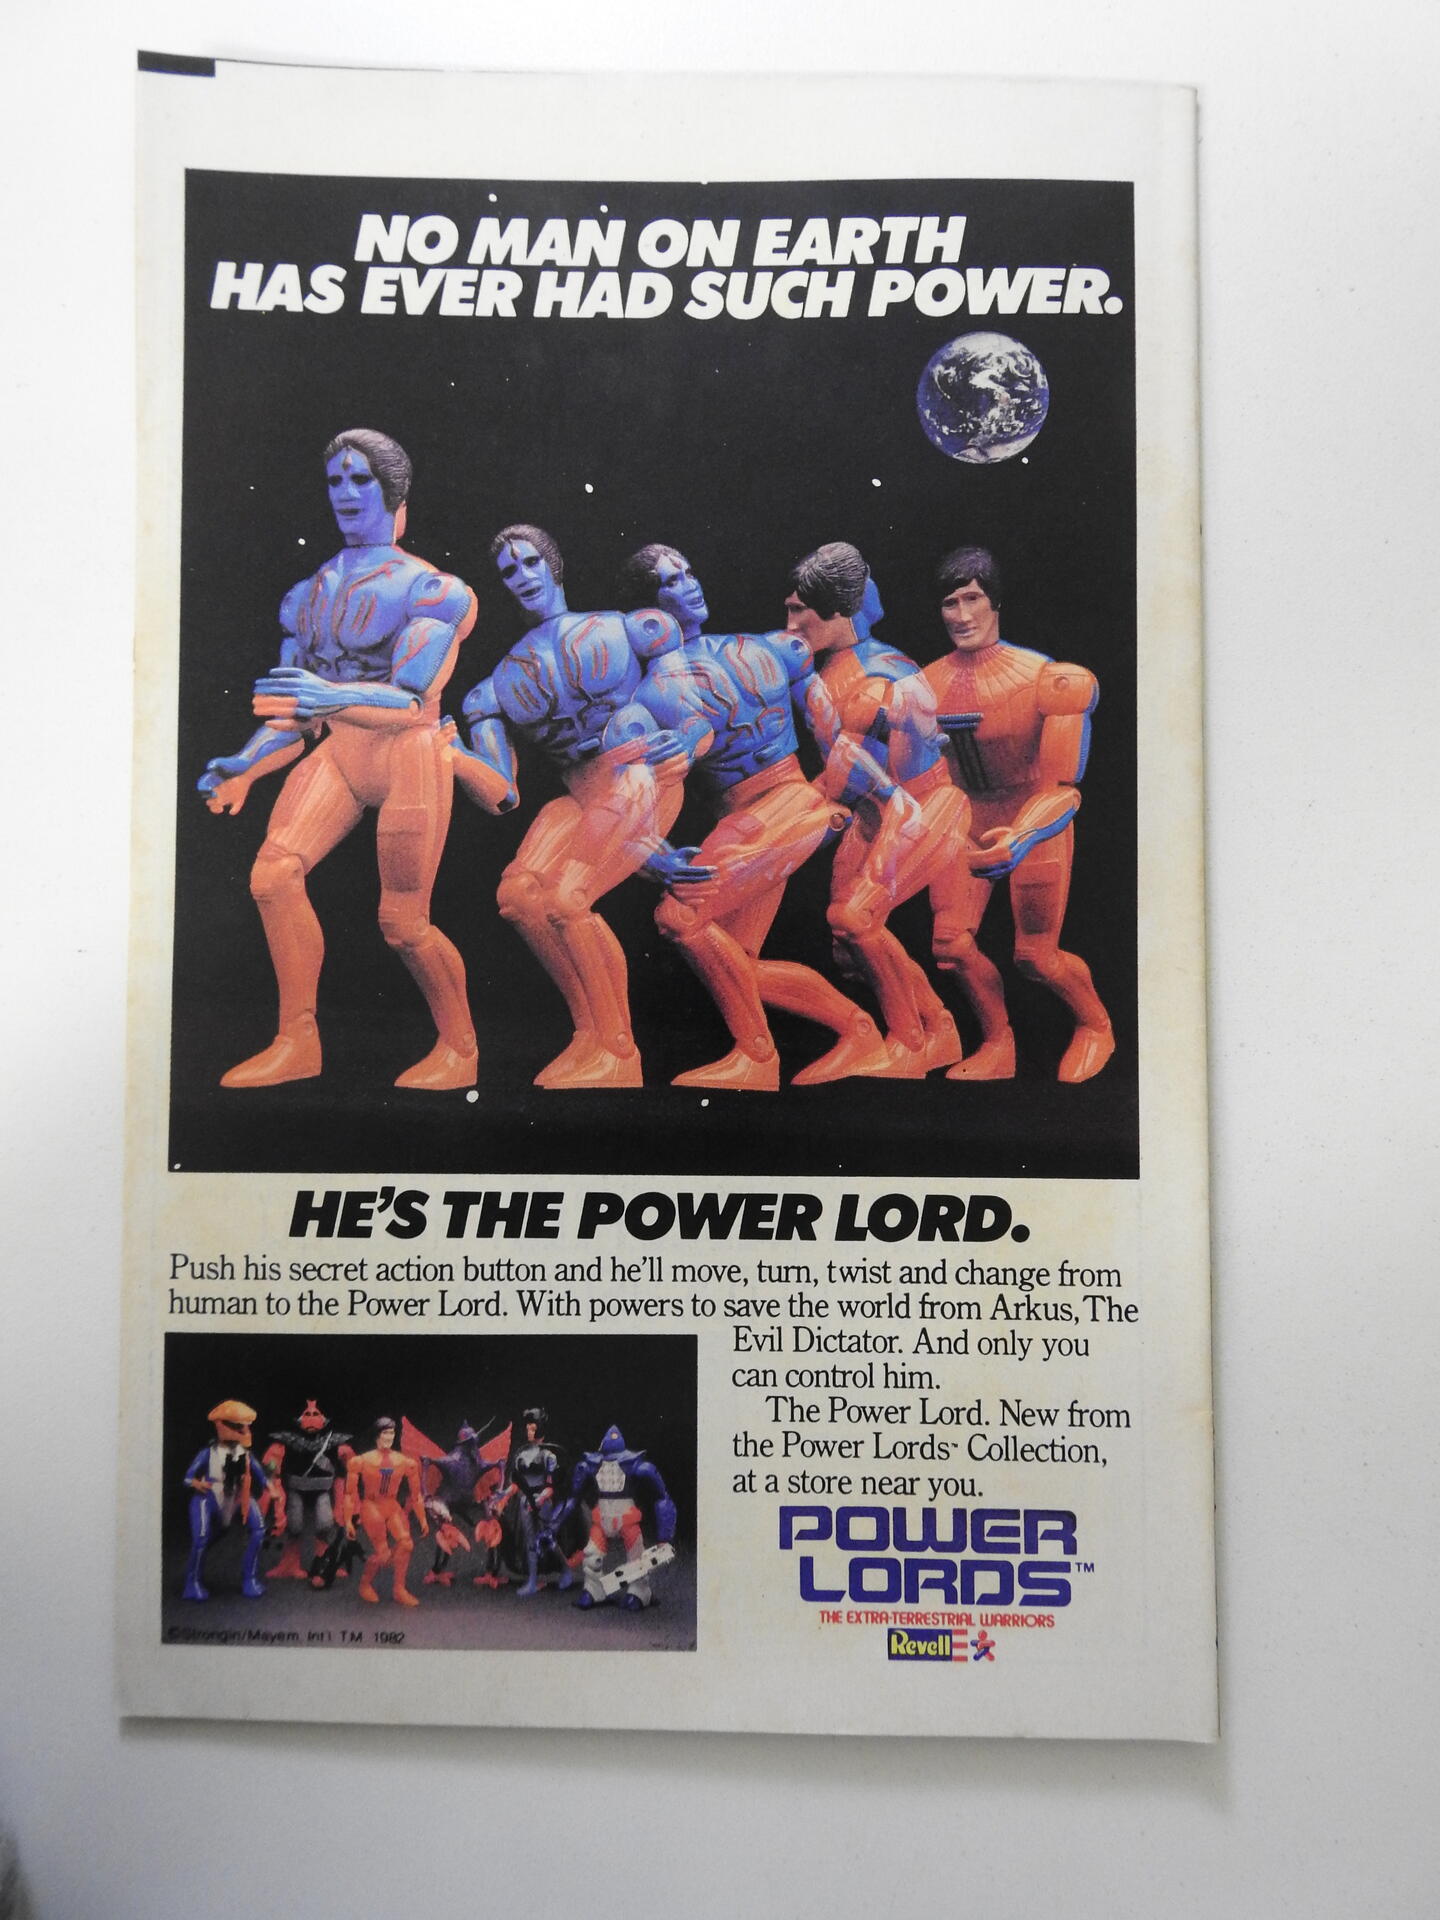 NO MAN ON EARTH
HAS EVER HAD SUCH POWER.
HE'S THE POWER LORD.
Push his secret action button and he'll move, turn, twist and change from
human to the Power Lord. With powers to save the world from Arkus, The
Evil Dictator. And only you
can control him.
The Power Lord. New from
the Power Lords™ Collection,
at a store near you.
POWER
LORDS™
THE EXTRA-TERRESTRIAL WARRIORS
Revell
©Strongin/Mayem Int'l TM 1982